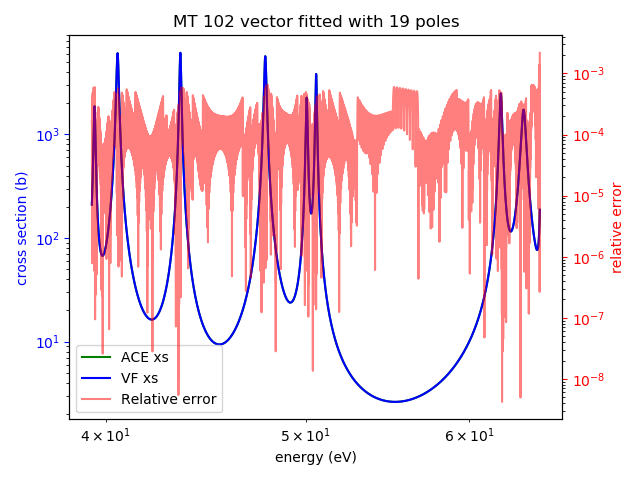 MT 102 vector fitted with 19 poles
cross section (b)
10³
10²
10¹
10⁻³
10⁻⁴
10⁻⁵
10⁻⁶
10⁻⁷
10⁻⁸
relative error
ACE xs
VF xs
Relative error
4 × 10¹
5 × 10¹
6 × 10¹
energy (eV)